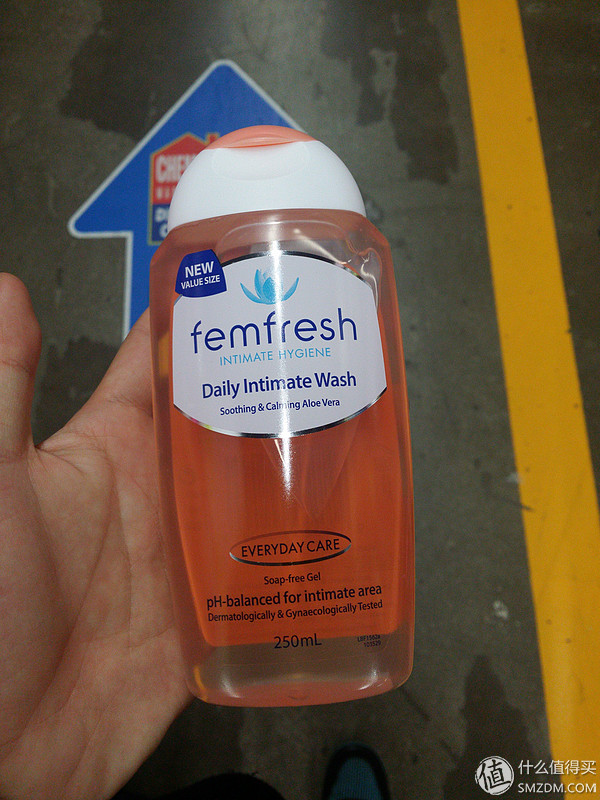 CHEM
NEW
VALUE SIZE
femfresh
INTIMATE HYGIENE
Daily Intimate Wash
Soothing & Calming Aloe Vera
EVERYDAY CARE
Soap-free Gel
pH-balanced for intimate area
Dermatologically & Gynaecologically Tested
250mL
值 什么值得买
SMZDM.COM